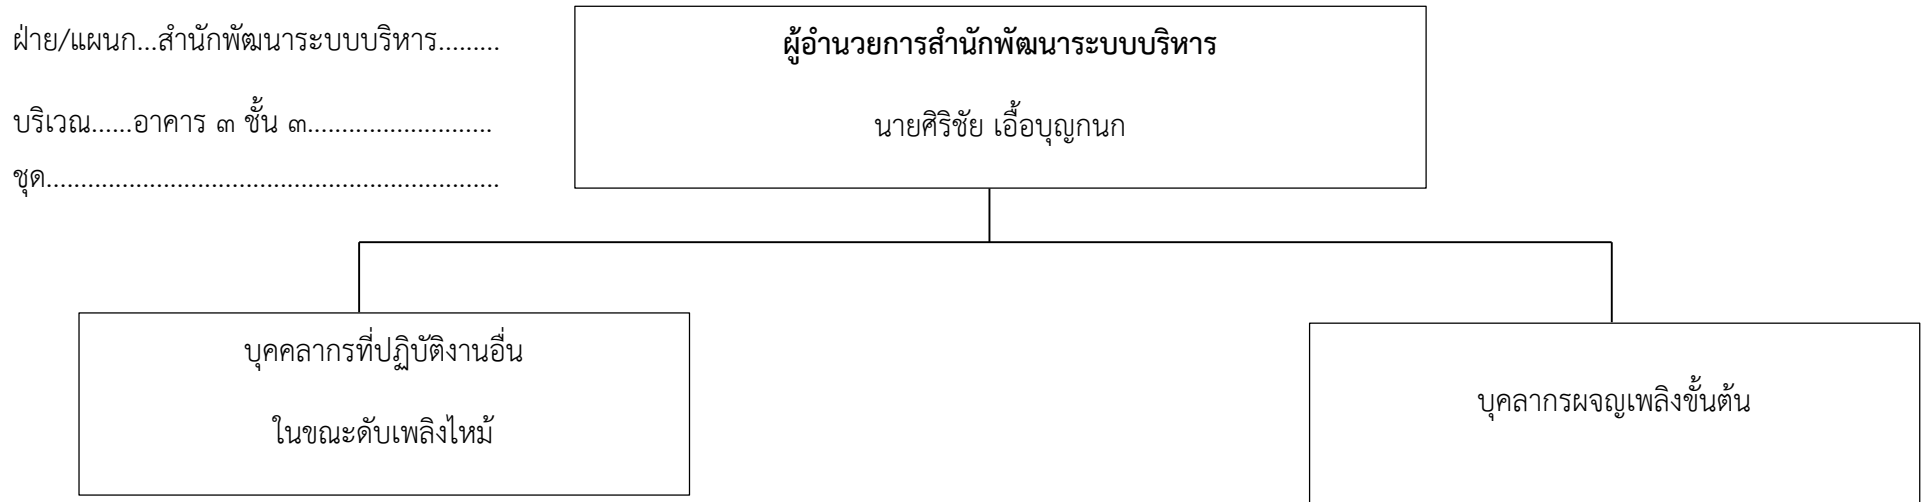 ฝ่าย/แผนก...สำนักพัฒนาระบบบริหาร.........
บริเวณ......อาคาร ๓ ชั้น ๓...........................
ชุด..................................................................
ผู้อำนวยการสำนักพัฒนาระบบบริหาร
นายศิริชัย เอื้อบุญกนก
บุคคลากรที่ปฏิบัติงานอื่น
ในขณะดับเพลิงไหม้
บุคลากรผจญเพลิงขั้นต้น